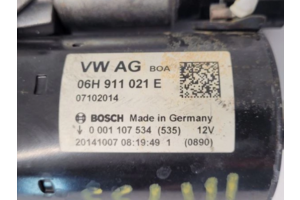 VW AG BOA
06H 911 021 E
07102014
BOSCH Made in Germany
0 001 107 534 (535) 12V
20141007 08:19:49 1 (0890)